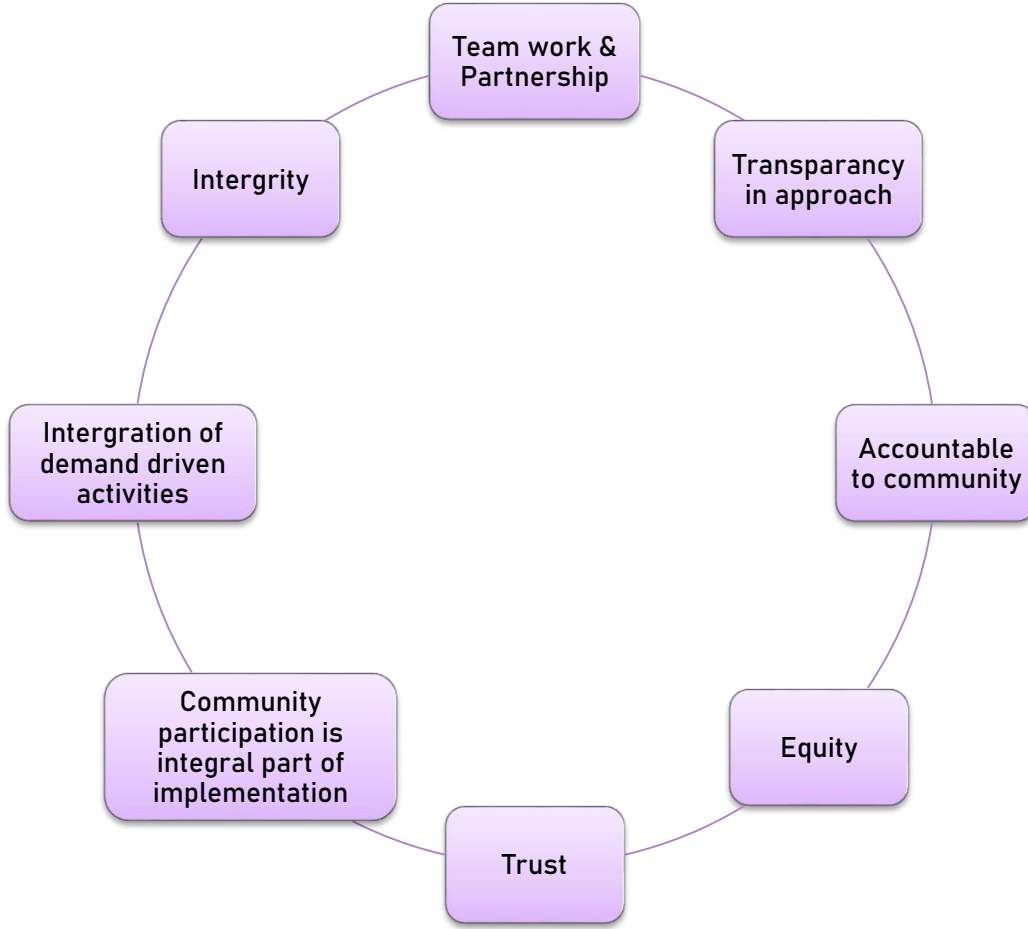 Team work &
Partnership
Transparancy
in approach
Accountable
to community
Equity
Trust
Community
participation is
integral part of
implementation
Intergration of
demand driven
activities
Intergrity